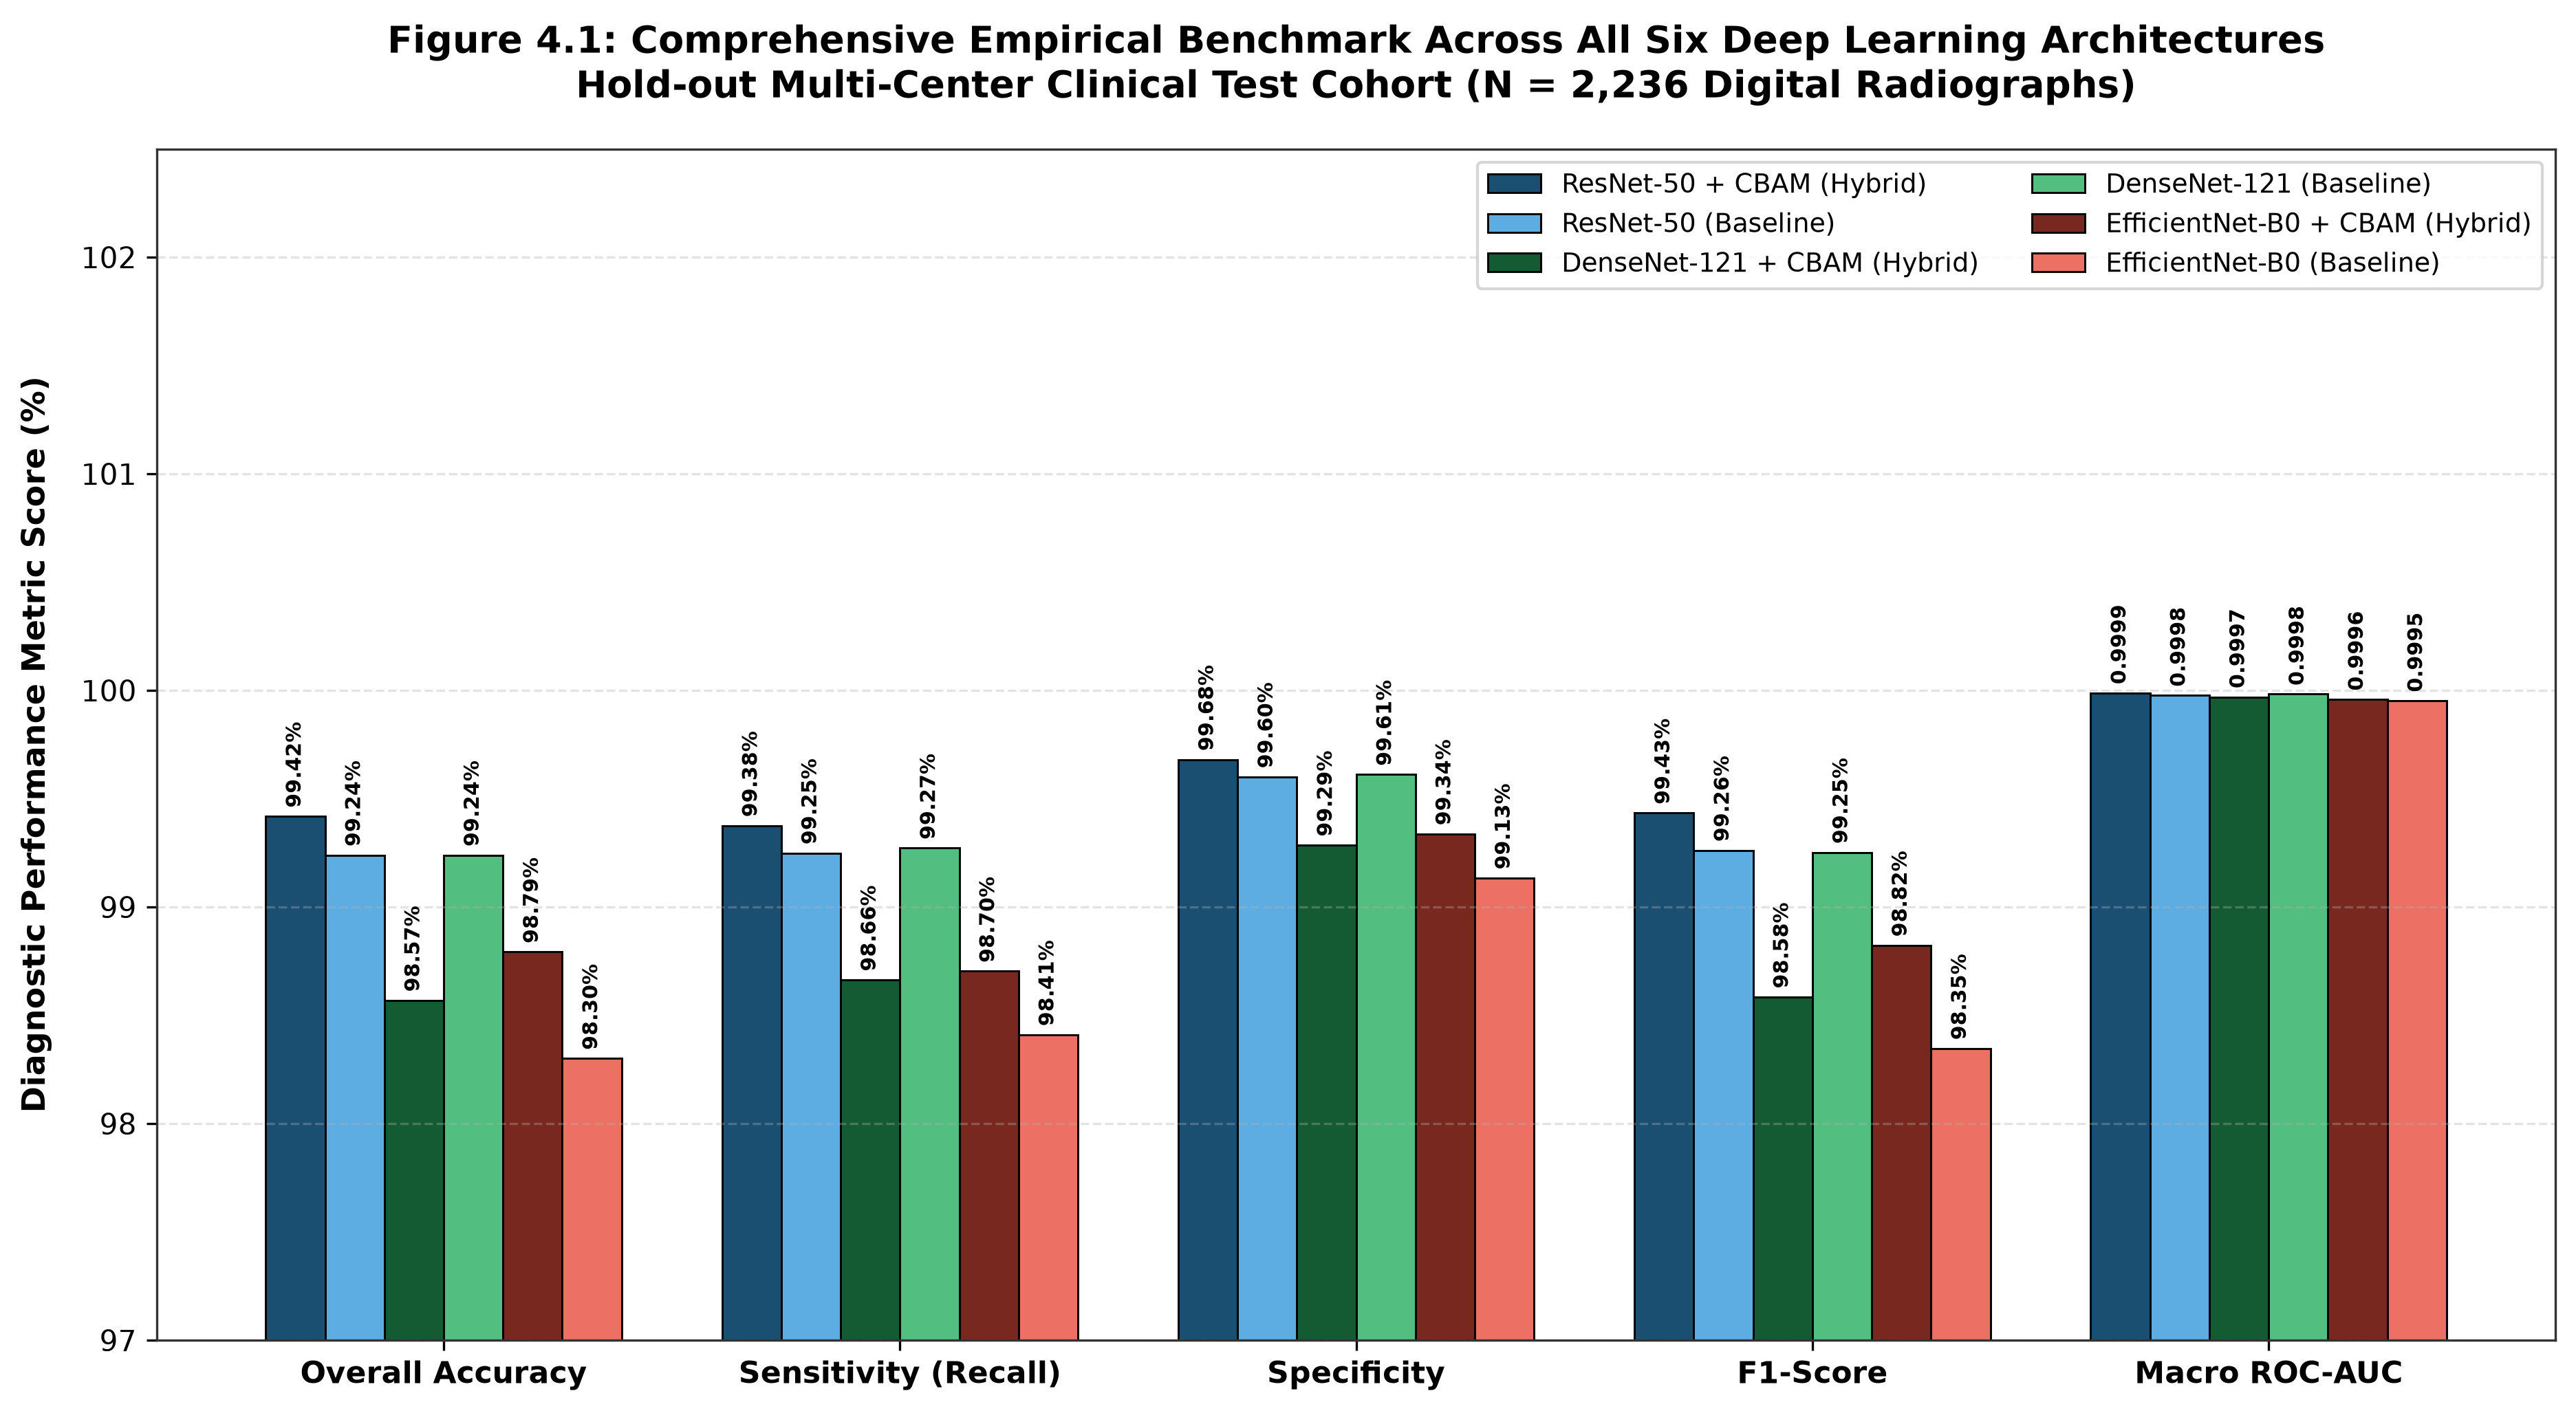 Figure 4.1: Comprehensive Empirical Benchmark Across All Six Deep Learning Architectures
Hold-out Multi-Center Clinical Test Cohort (N = 2,236 Digital Radiographs)
Diagnostic Performance Metric Score (%)
ResNet-50 + CBAM (Hybrid)
ResNet-50 (Baseline)
DenseNet-121 + CBAM (Hybrid)
DenseNet-121 (Baseline)
EfficientNet-B0 + CBAM (Hybrid)
EfficientNet-B0 (Baseline)
102
101
100
99
98
97
99.42%
99.24%
98.57%
99.24%
98.79%
98.30%
99.38%
99.25%
98.66%
99.27%
98.70%
98.41%
99.68%
99.60%
99.29%
99.61%
99.34%
99.13%
99.43%
99.26%
98.58%
99.25%
98.82%
98.35%
0.9999
0.9998
0.9997
0.9998
0.9996
0.9995
Overall Accuracy
Sensitivity (Recall)
Specificity
F1-Score
Macro ROC-AUC